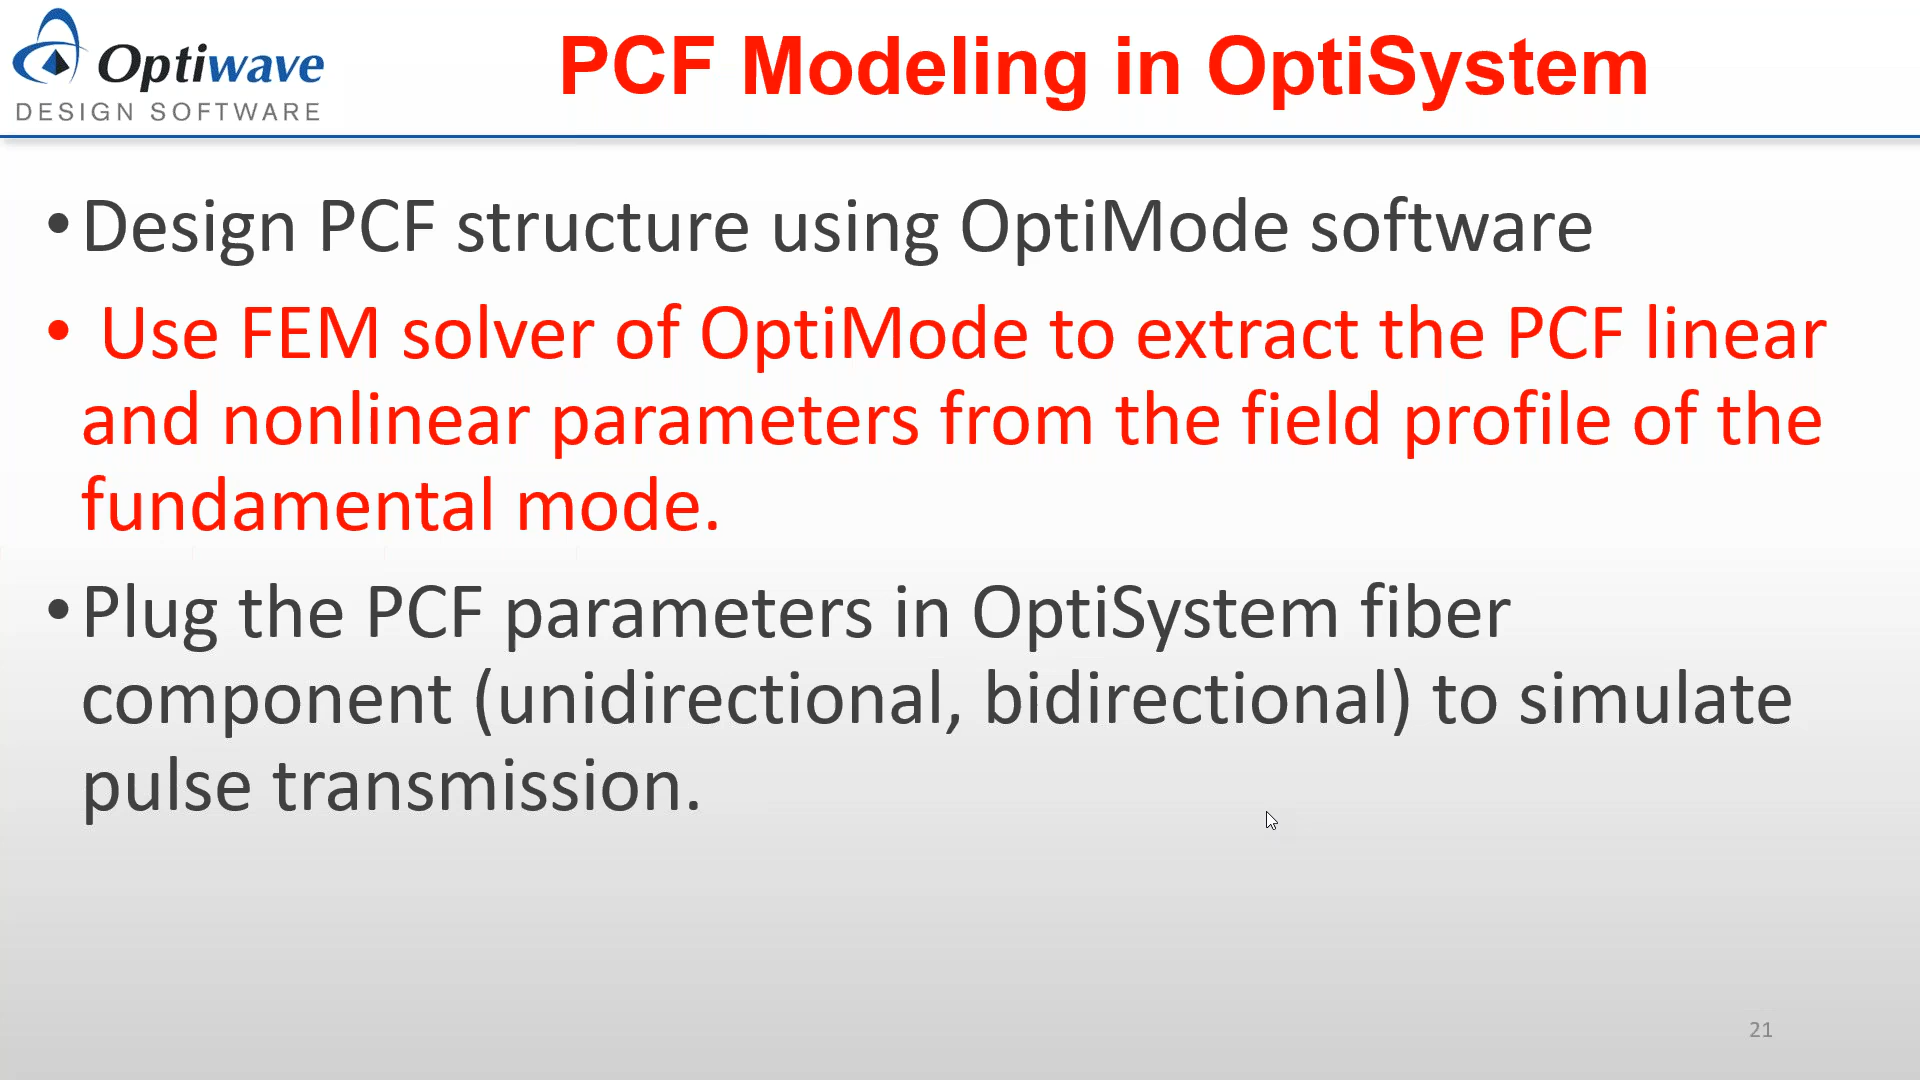 Optiwave
DESIGN SOFTWARE
PCF Modeling in OptiSystem
•Design PCF structure using OptiMode software
• Use FEM solver of OptiMode to extract the PCF linear
and nonlinear parameters from the field profile of the
fundamental mode.
•Plug the PCF parameters in OptiSystem fiber
component (unidirectional, bidirectional) to simulate
pulse transmission.
21